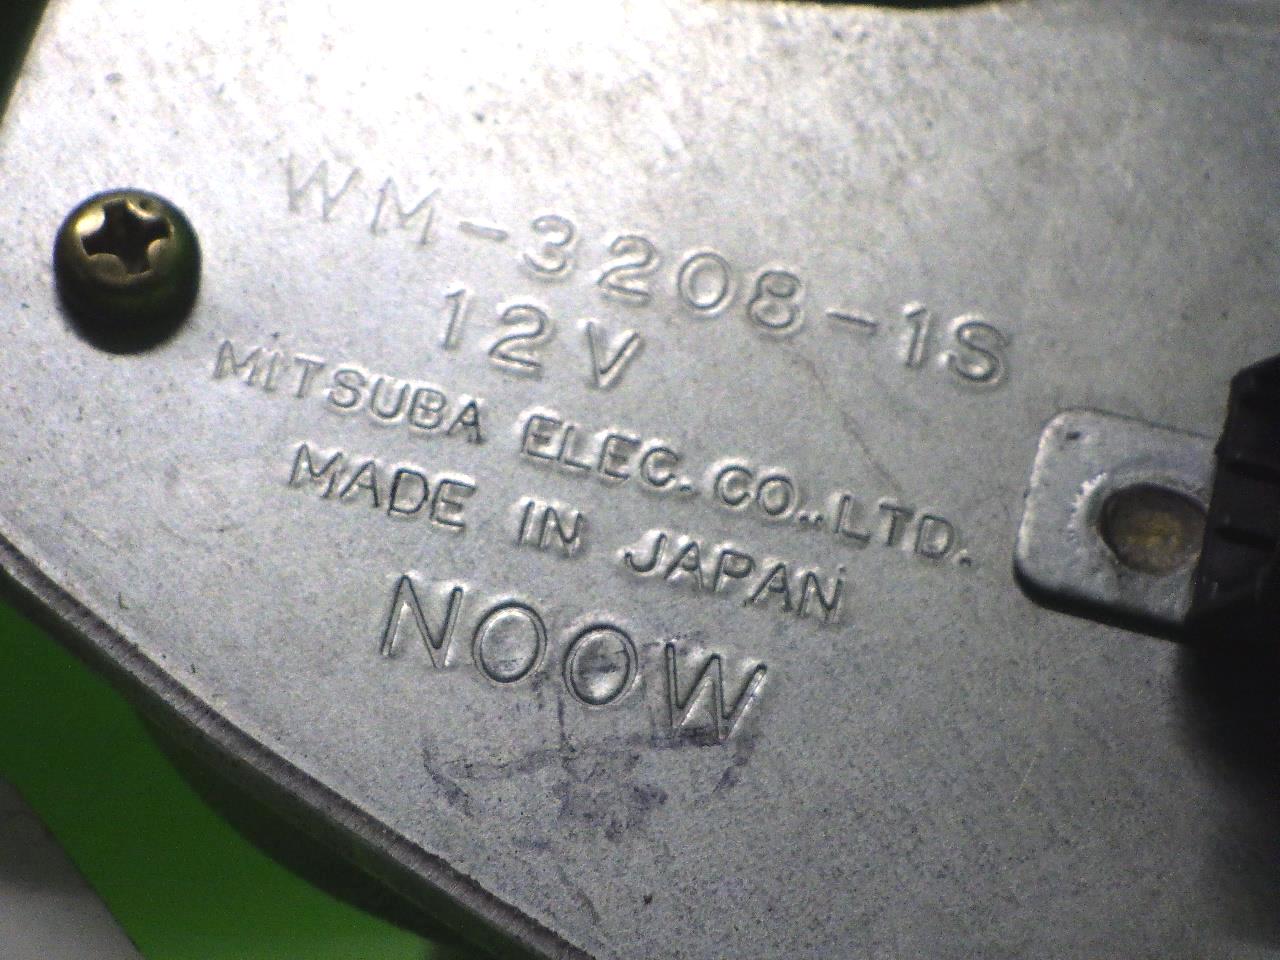 WM-3208-1S
12V
MITSUBA ELEC. CO., LTD.
MADE IN JAPAN
NOOW